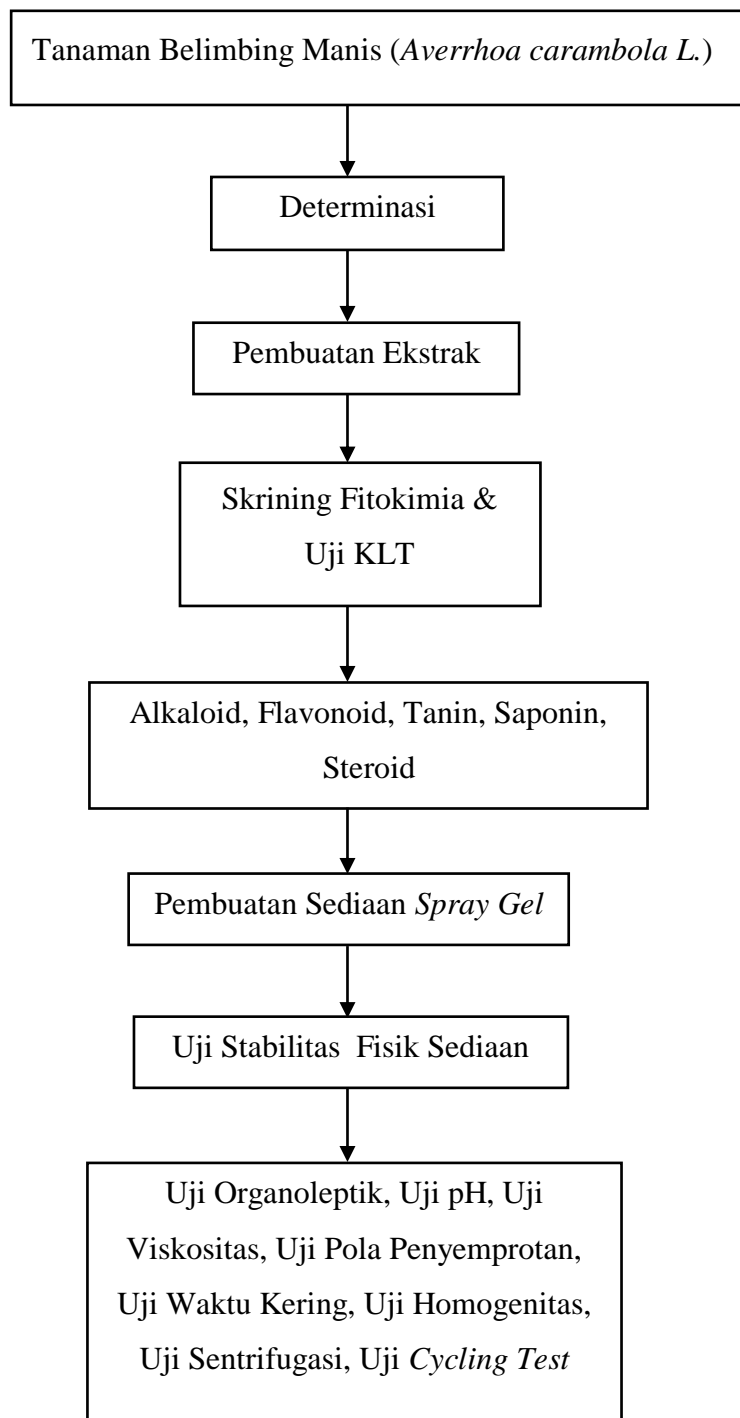 Tanaman Belimbing Manis (Averrhoa carambola L.)
Determinasi
Pembuatan Ekstrak
Skrining Fitokimia &
Uji KLT
Alkaloid, Flavonoid, Tanin, Saponin,
Steroid
Pembuatan Sediaan Spray Gel
Uji Stabilitas Fisik Sediaan
Uji Organoleptik, Uji pH, Uji
Viskositas, Uji Pola Penyemprotan,
Uji Waktu Kering, Uji Homogenitas,
Uji Sentrifugasi, Uji Cycling Test